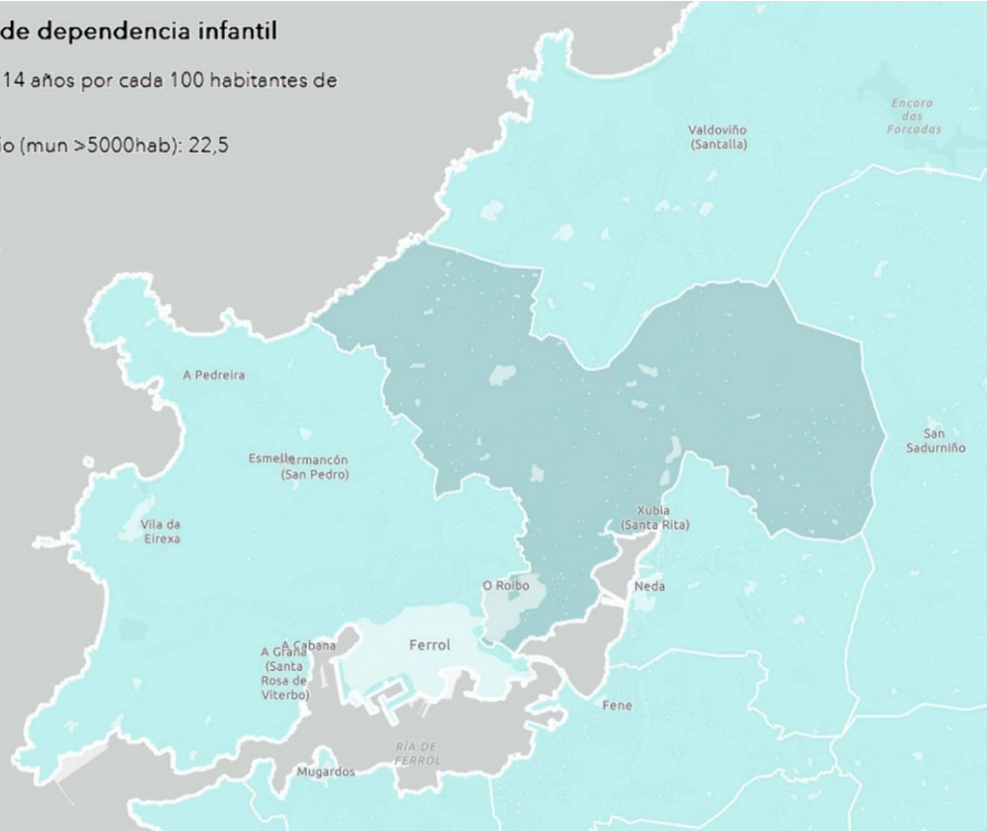 de dependencia infantil
14 años por cada 100 habitantes de
io (mun >5000hab): 22,5
Encoro
das
Forcadas
Valdoviño
(Santalla)
A Pedreira
San
Sadurniño
Esmelle
(San Pedro)
Vila da
Eirexa
Xubia
(Santa Rita)
O Roibo
Neda
Ferrol
A Cabana
A Graña
(Santa
Rosa de
Viterbo)
Fene
RÍA DE
FERROL
Mugardos